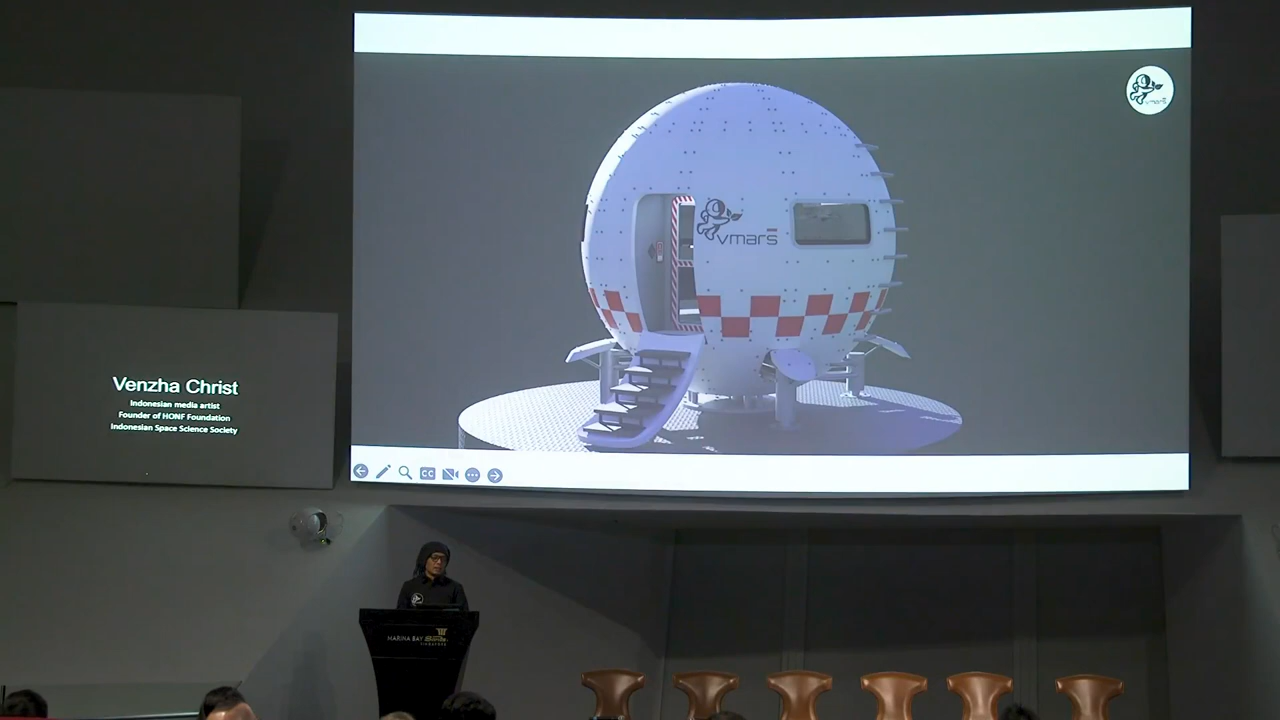 vmars
vmars
Venzha Christ
Indonesian media artist
Founder of HONF Foundation
Indonesian Space Science Society
CC
MARINA BAY Sands
SINGAPORE